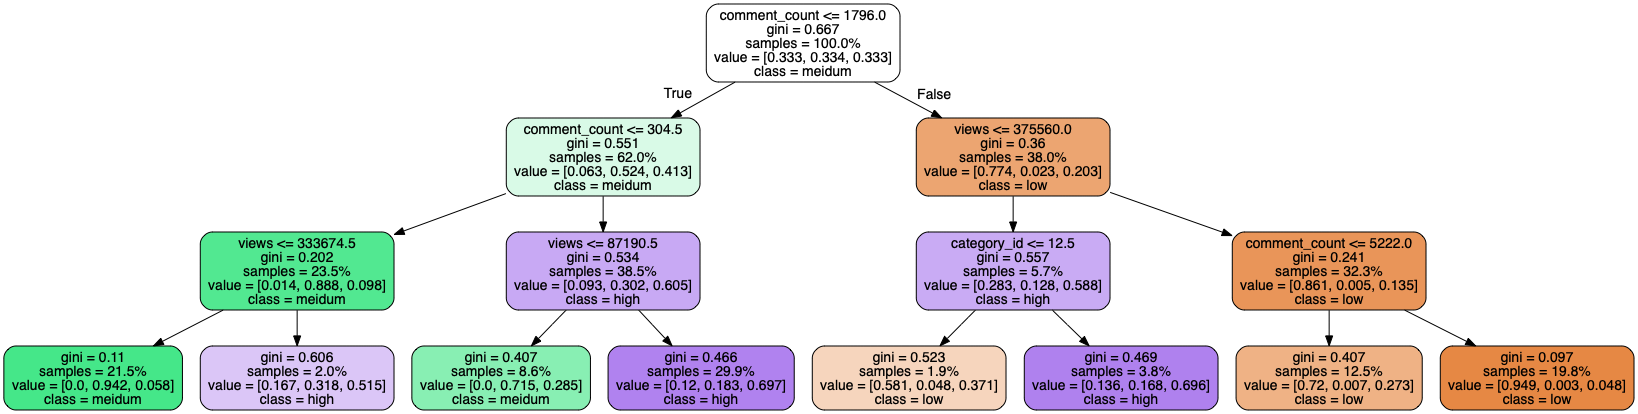 comment_count <= 1796.0
gini = 0.667
samples = 100.0%
value = [0.333, 0.334, 0.333]
class = meidum
True
False
comment_count <= 304.5
gini = 0.551
samples = 62.0%
value = [0.063, 0.524, 0.413]
class = meidum
views <= 375560.0
gini = 0.36
samples = 38.0%
value = [0.774, 0.023, 0.203]
class = low
views <= 333674.5
gini = 0.202
samples = 23.5%
value = [0.014, 0.888, 0.098]
class = meidum
views <= 87190.5
gini = 0.534
samples = 38.5%
value = [0.093, 0.302, 0.605]
class = high
category_id <= 12.5
gini = 0.557
samples = 5.7%
value = [0.283, 0.128, 0.588]
class = high
comment_count <= 5222.0
gini = 0.241
samples = 32.3%
value = [0.861, 0.005, 0.135]
class = low
gini = 0.11
samples = 21.5%
value = [0.0, 0.942, 0.058]
class = meidum
gini = 0.606
samples = 2.0%
value = [0.167, 0.318, 0.515]
class = high
gini = 0.407
samples = 8.6%
value = [0.0, 0.715, 0.285]
class = meidum
gini = 0.466
samples = 29.9%
value = [0.12, 0.183, 0.697]
class = high
gini = 0.523
samples = 1.9%
value = [0.581, 0.048, 0.371]
class = low
gini = 0.469
samples = 3.8%
value = [0.136, 0.168, 0.696]
class = high
gini = 0.407
samples = 12.5%
value = [0.72, 0.007, 0.273]
class = low
gini = 0.097
samples = 19.8%
value = [0.949, 0.003, 0.048]
class = low